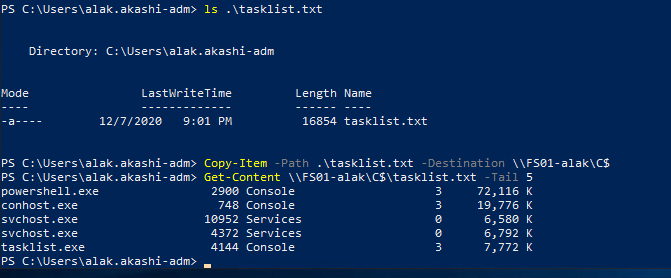 PS C:\Users\alak.akashi-adm> ls .\tasklist.txt
Directory: C:\Users\alak.akashi-adm
Mode                LastWriteTime         Length Name
----                -------------         ------ ----
-a----        12/7/2020   9:01 PM          16854 tasklist.txt
PS C:\Users\alak.akashi-adm> Copy-Item -Path .\tasklist.txt -Destination \\FS01-alak\C$
PS C:\Users\alak.akashi-adm> Get-Content \\FS01-alak\C$\tasklist.txt -Tail 5
powershell.exe                2900 Console                    3     72,116 K
conhost.exe                    748 Console                    3     19,776 K
svchost.exe                  10952 Services                   0      6,580 K
svchost.exe                   4372 Services                   0      6,792 K
tasklist.exe                  4144 Console                    3      7,772 K
PS C:\Users\alak.akashi-adm>